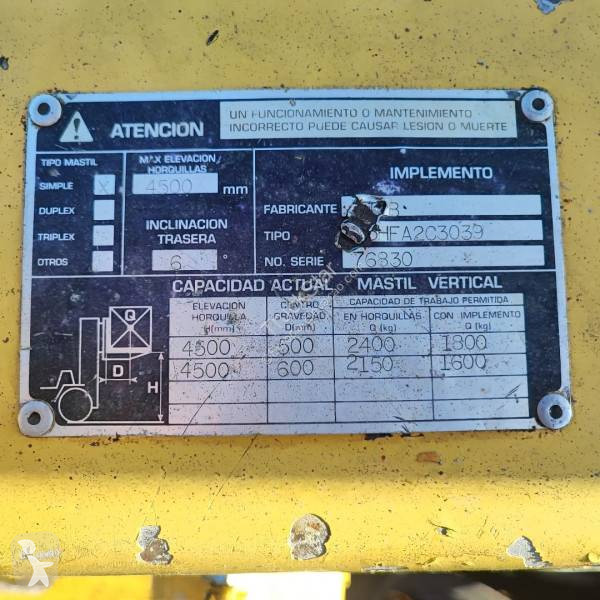 ATENCION
UN FUNCIONAMIENTO O MANTENIMIENTO
INCORRECTO PUEDE CAUSAR LESION O MUERTE
TIPO MASTIL
SIMPLE X
DUPLEX
TRIPLEX
OTROS
MAX ELEVACION
HORQUILLAS
4500 mm
INCLINACION
TRASERA
6 °
IMPLEMENTO
FABRICANTE
TIPO HFA2C3039
NO. SERIE 76830
CAPACIDAD ACTUAL MASTIL VERTICAL
Q
D
H
ELEVACION
HORQUILLA
H(mm)
CENTRO
GRAVEDAD
D(mm)
CAPACIDAD DE TRABAJO PERMITIDA
EN HORQUILLAS
Q (kg)
CON IMPLEMENTO
Q (kg)
4500 500 2400 1800
4500 600 2150 1600